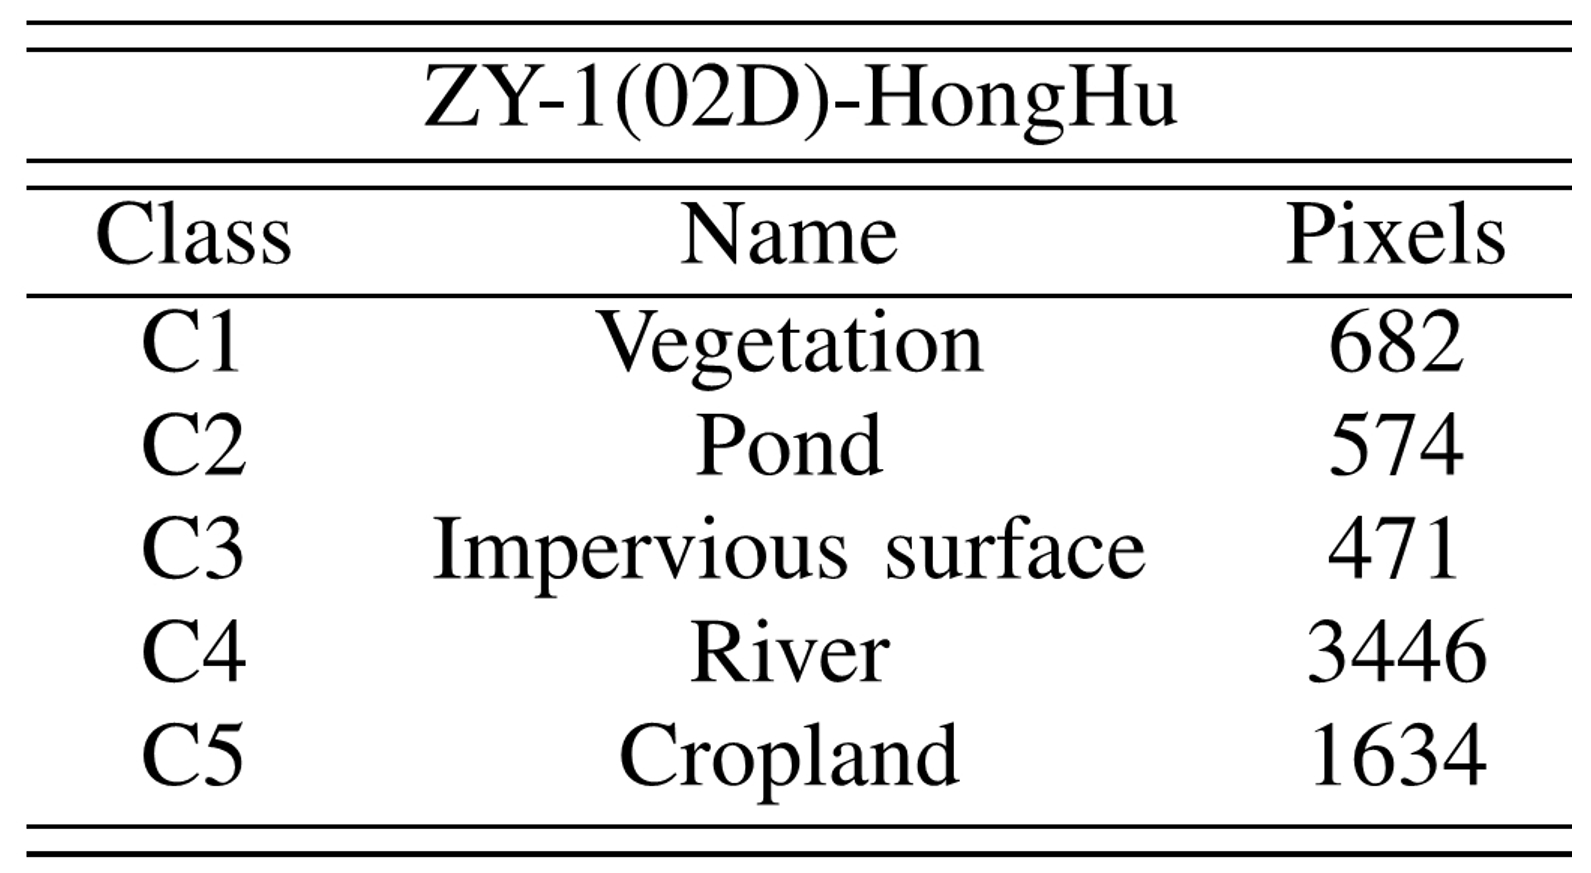 ZY-1(02D)-HongHu
Class Name Pixels
C1 Vegetation 682
C2 Pond 574
C3 Impervious surface 471
C4 River 3446
C5 Cropland 1634